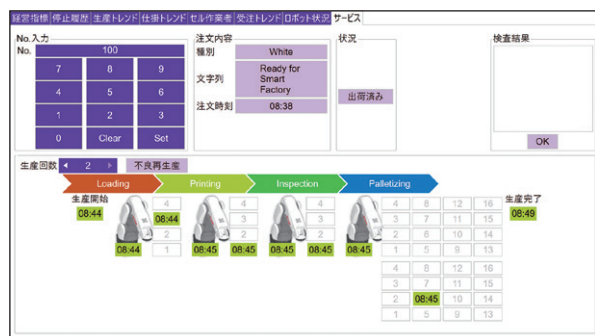 経営指標 停止履歴 生産トレンド 仕掛トレンド セル作業者 受注トレンド ロボット状況 サービス
No.入力
No. 100
7 8 9
4 5 6
1 2 3
0 Clear Set
注文内容
種別 White
文字列 Ready for
Smart
Factory
注文時刻 08:38
状況
出荷済み
検査結果
OK
生産回数 2 不良再生産
Loading Printing Inspection Palletizing
生産開始
08:44
08:44
4
08:44
2
1
08:45
4
3
2
08:45
08:45
4
3
2
08:45
08:45
4 8 12 16
3 7 11 15
2 6 10 14
1 5 9 13
4 8 12 16
3 7 11 15
2 08:45 10 14
1 5 9 13
生産完了
08:49